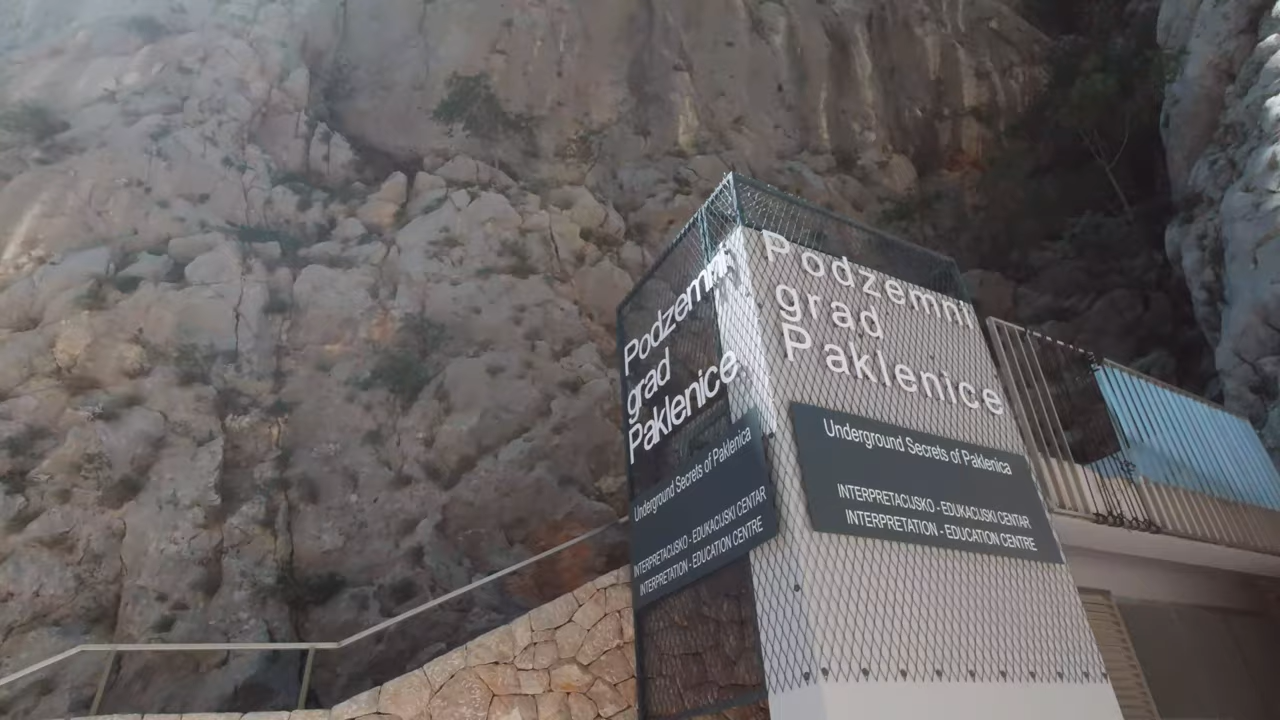 Podzemni
grad
Paklenice
Underground Secrets of Paklenica
INTERPRETACIJSKO - EDUKACIJSKI CENTAR
INTERPRETATION - EDUCATION CENTRE
Podzemni
grad
Paklenice
Underground Secrets of Paklenica
INTERPRETACIJSKO - EDUKACIJSKI CENTAR
INTERPRETATION - EDUCATION CENTRE